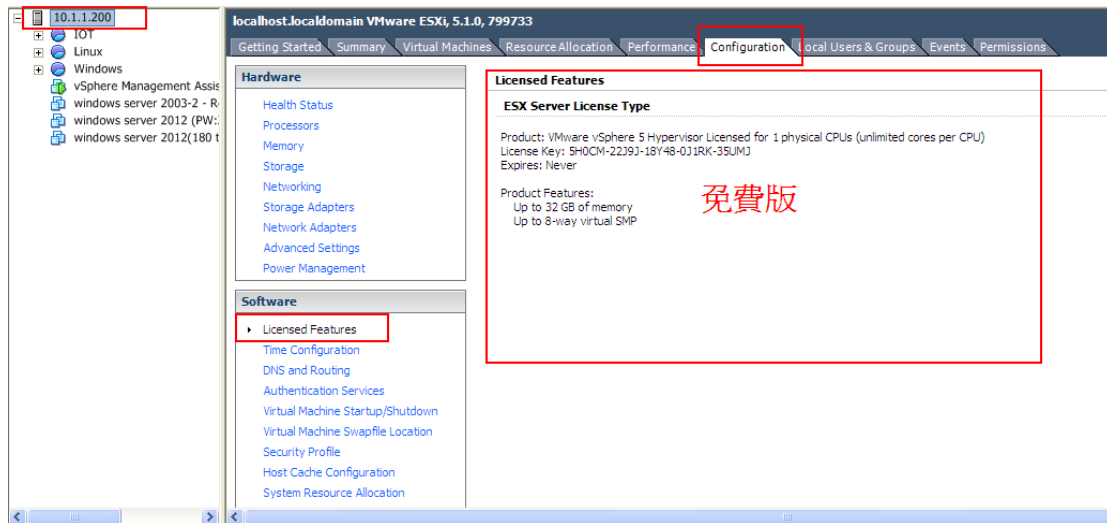 10.1.1.200
IOT
Linux
Windows
vSphere Management Assis
windows server 2003-2 - R
windows server 2012 (PW:
windows server 2012(180 t
localhost.localdomain VMware ESXi, 5.1.0, 799733
Getting Started Summary Virtual Machines Resource Allocation Performance Configuration Local Users & Groups Events Permissions
Hardware
Health Status
Processors
Memory
Storage
Networking
Storage Adapters
Network Adapters
Advanced Settings
Power Management
Software
Licensed Features
Time Configuration
DNS and Routing
Authentication Services
Virtual Machine Startup/Shutdown
Virtual Machine Swapfile Location
Security Profile
Host Cache Configuration
System Resource Allocation
Licensed Features
ESX Server License Type
Product: VMware vSphere 5 Hypervisor Licensed for 1 physical CPUs (unlimited cores per CPU)
License Key: 5H0CM-22J9J-18Y48-0J1RK-35UMJ
Expires: Never
Product Features:
Up to 32 GB of memory
Up to 8-way virtual SMP
免費版